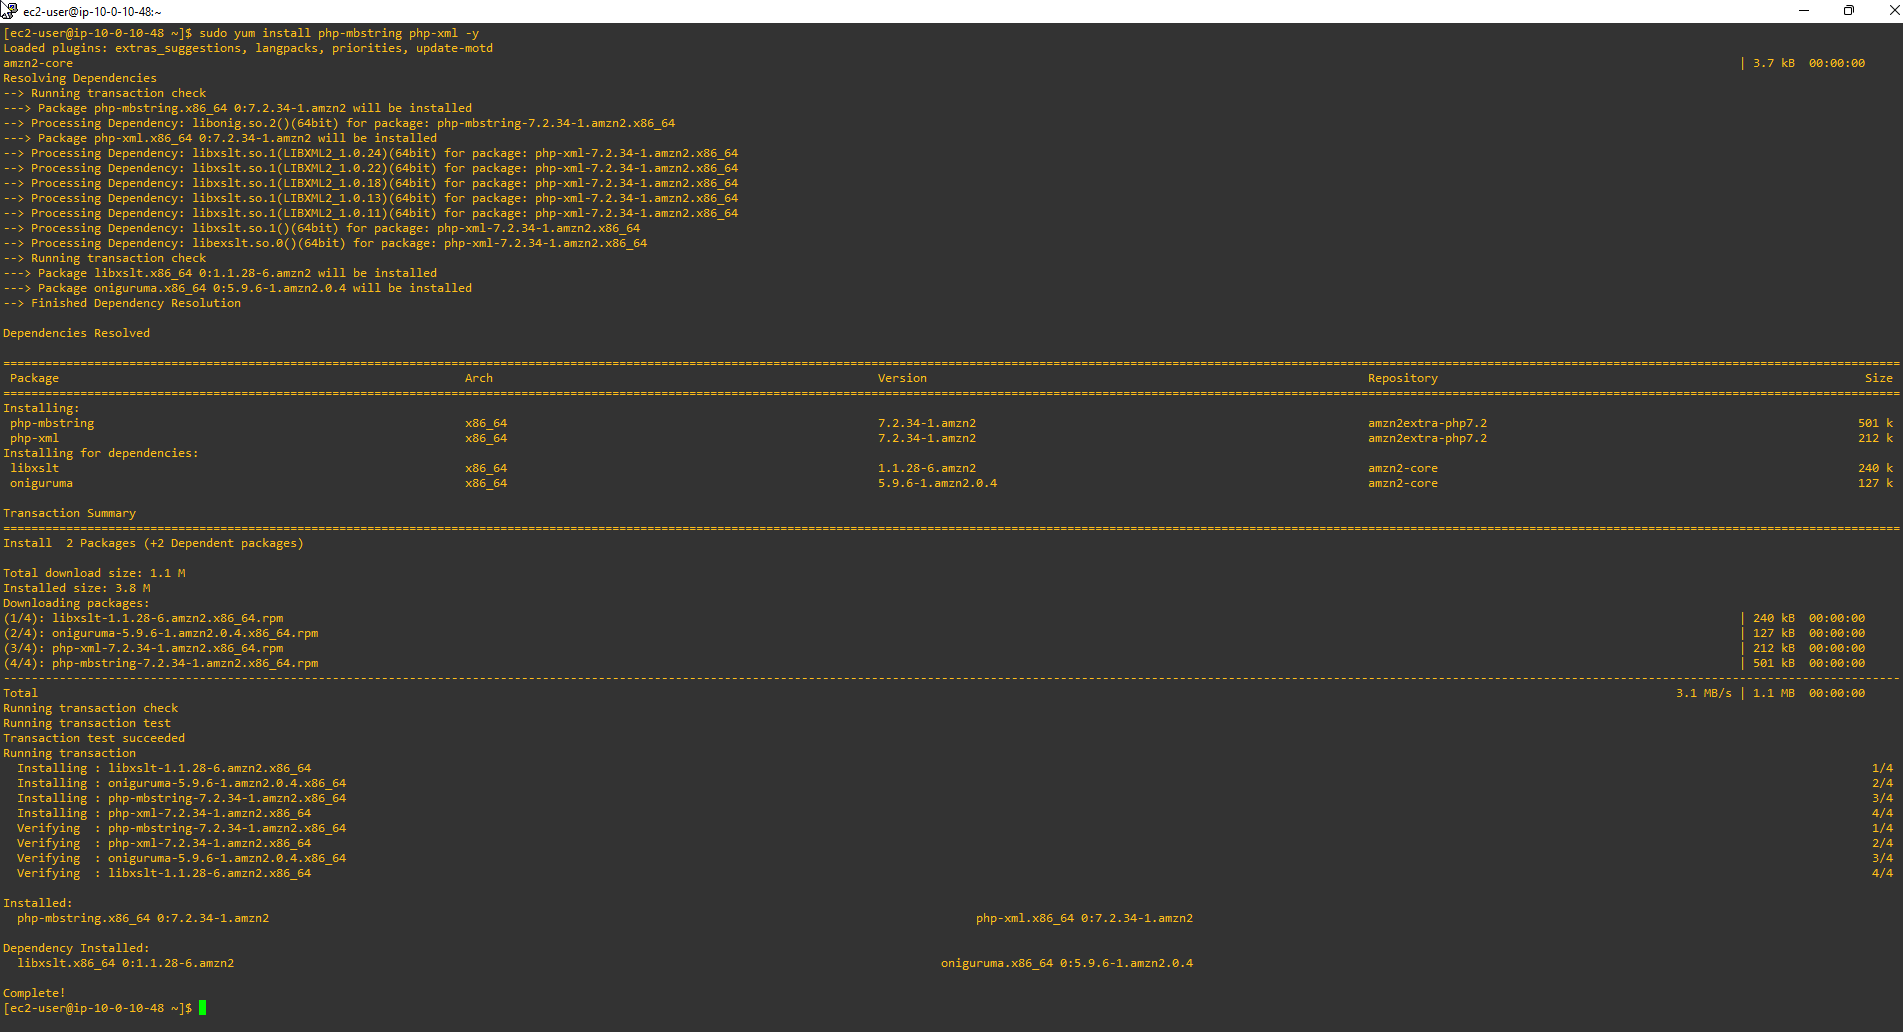 ec2-user@ip-10-0-10-48:~
[ec2-user@ip-10-0-10-48 ~]$ sudo yum install php-mbstring php-xml -y
Loaded plugins: extras_suggestions, langpacks, priorities, update-motd
amzn2-core | 3.7 kB 00:00:00
Resolving Dependencies
--> Running transaction check
---> Package php-mbstring.x86_64 0:7.2.34-1.amzn2 will be installed
--> Processing Dependency: libonig.so.2()(64bit) for package: php-mbstring-7.2.34-1.amzn2.x86_64
---> Package php-xml.x86_64 0:7.2.34-1.amzn2 will be installed
--> Processing Dependency: libxslt.so.1(LIBXML2_1.0.24)(64bit) for package: php-xml-7.2.34-1.amzn2.x86_64
--> Processing Dependency: libxslt.so.1(LIBXML2_1.0.22)(64bit) for package: php-xml-7.2.34-1.amzn2.x86_64
--> Processing Dependency: libxslt.so.1(LIBXML2_1.0.18)(64bit) for package: php-xml-7.2.34-1.amzn2.x86_64
--> Processing Dependency: libxslt.so.1(LIBXML2_1.0.13)(64bit) for package: php-xml-7.2.34-1.amzn2.x86_64
--> Processing Dependency: libxslt.so.1(LIBXML2_1.0.11)(64bit) for package: php-xml-7.2.34-1.amzn2.x86_64
--> Processing Dependency: libxslt.so.1()(64bit) for package: php-xml-7.2.34-1.amzn2.x86_64
--> Processing Dependency: libexslt.so.0()(64bit) for package: php-xml-7.2.34-1.amzn2.x86_64
--> Running transaction check
---> Package libxslt.x86_64 0:1.1.28-6.amzn2 will be installed
---> Package oniguruma.x86_64 0:5.9.6-1.amzn2.0.4 will be installed
--> Finished Dependency Resolution
Dependencies Resolved
Package Arch Version Repository Size
Installing:
php-mbstring x86_64 7.2.34-1.amzn2 amzn2extra-php7.2 501 k
php-xml x86_64 7.2.34-1.amzn2 amzn2extra-php7.2 212 k
Installing for dependencies:
libxslt x86_64 1.1.28-6.amzn2 amzn2-core 240 k
oniguruma x86_64 5.9.6-1.amzn2.0.4 amzn2-core 127 k
Transaction Summary
Install 2 Packages (+2 Dependent packages)
Total download size: 1.1 M
Installed size: 3.8 M
Downloading packages:
(1/4): libxslt-1.1.28-6.amzn2.x86_64.rpm | 240 kB 00:00:00
(2/4): oniguruma-5.9.6-1.amzn2.0.4.x86_64.rpm | 127 kB 00:00:00
(3/4): php-xml-7.2.34-1.amzn2.x86_64.rpm | 212 kB 00:00:00
(4/4): php-mbstring-7.2.34-1.amzn2.x86_64.rpm | 501 kB 00:00:00
Total 3.1 MB/s | 1.1 MB 00:00:00
Running transaction check
Running transaction test
Transaction test succeeded
Running transaction
Installing : libxslt-1.1.28-6.amzn2.x86_64 1/4
Installing : oniguruma-5.9.6-1.amzn2.0.4.x86_64 2/4
Installing : php-mbstring-7.2.34-1.amzn2.x86_64 3/4
Installing : php-xml-7.2.34-1.amzn2.x86_64 4/4
Verifying : php-mbstring-7.2.34-1.amzn2.x86_64 1/4
Verifying : php-xml-7.2.34-1.amzn2.x86_64 2/4
Verifying : oniguruma-5.9.6-1.amzn2.0.4.x86_64 3/4
Verifying : libxslt-1.1.28-6.amzn2.x86_64 4/4
Installed:
php-mbstring.x86_64 0:7.2.34-1.amzn2 php-xml.x86_64 0:7.2.34-1.amzn2
Dependency Installed:
libxslt.x86_64 0:1.1.28-6.amzn2 oniguruma.x86_64 0:5.9.6-1.amzn2.0.4
Complete!
[ec2-user@ip-10-0-10-48 ~]$